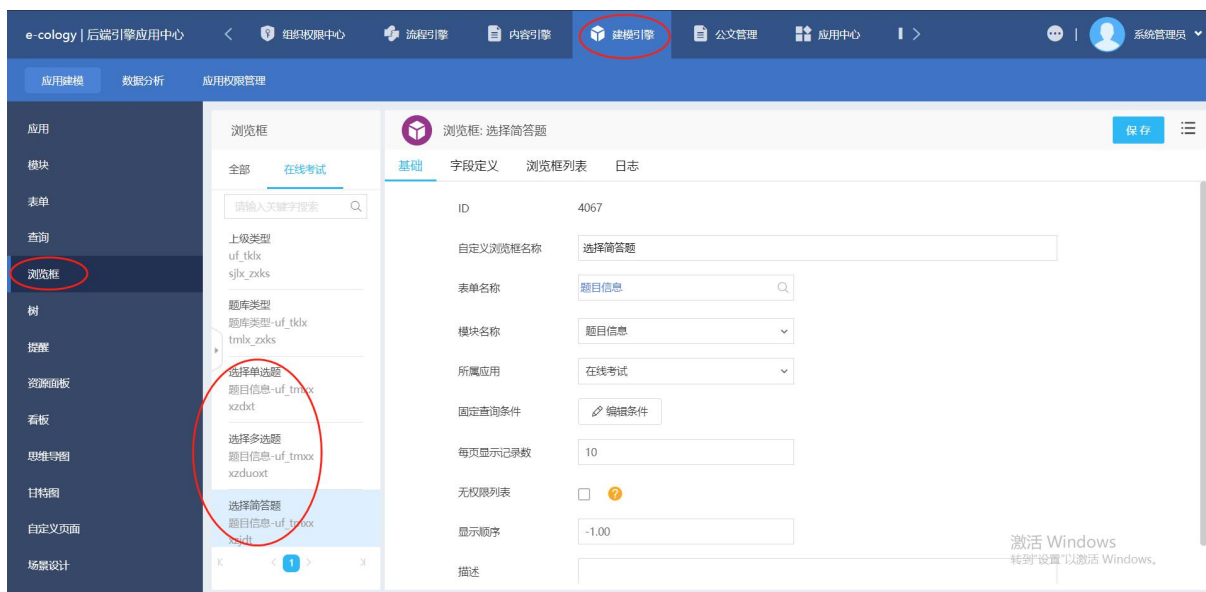 e-cology | 后端引擎应用中心
组织权限中心
流程引擎
内容引擎
建模引擎
公文管理
应用中心
系统管理员
应用建模
数据分析
应用权限管理
应用
模块
表单
查询
浏览框
树
提醒
资源面板
看板
思维导图
甘特图
自定义页面
场景设计
浏览框
全部
在线考试
请输入关键字搜索
上级类型
uf_tklx
sjlx_zxks
题库类型
题库类型-uf_tklx
tmlx_zxks
选择单选题
题目信息-uf_tmxx
xzdxt
选择多选题
题目信息-uf_tmxx
xzduoxt
选择简答题
题目信息-uf_tmxx
xzjdt
1
浏览框: 选择简答题
保存
基础
字段定义
浏览框列表
日志
ID
4067
自定义浏览框名称
选择简答题
表单名称
题目信息
模块名称
题目信息
所属应用
在线考试
固定查询条件
编辑条件
每页显示记录数
10
无权限列表
?
显示顺序
-1.00
描述
激活 Windows
转到"设置"以激活 Windows。